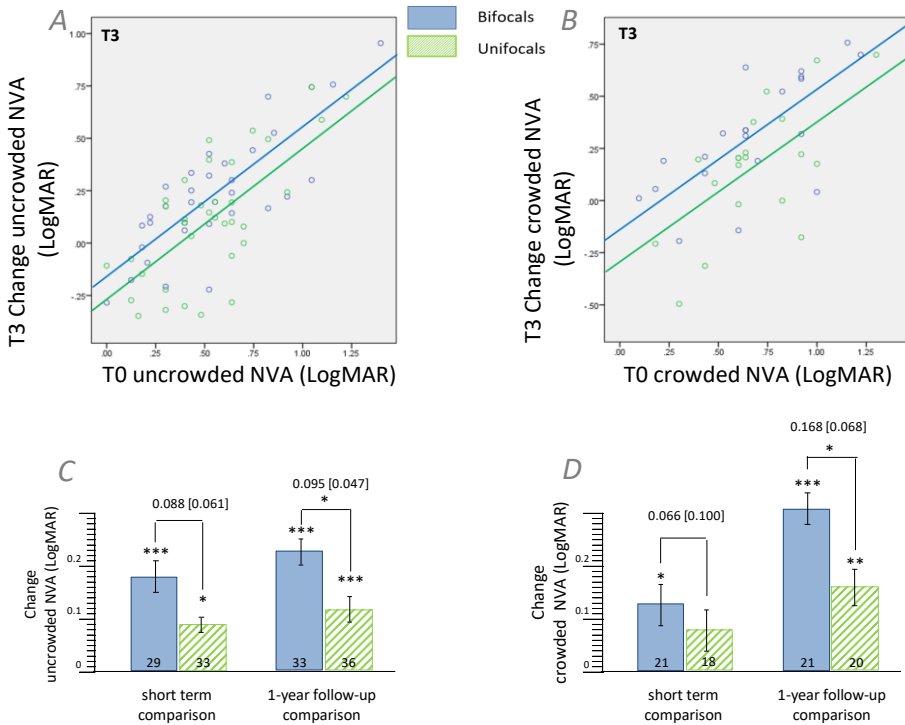 A
T3
Bifocals
Unifocals
B
T3
1.00
.75
.50
.25
.00
-.25
.00
.25
.50
.75
1.00
1.25
T3 Change uncrowded NVA
(LogMAR)
T0 uncrowded NVA (LogMAR)
.75
.50
.25
.00
-.25
-.50
.00
.25
.50
.75
1.00
1.25
T3 Change crowded NVA
(LogMAR)
T0 crowded NVA (LogMAR)
C
0.088 [0.061]
0.095 [0.047]
*
***
*
***
***
0.2
0.1
0
Change
uncrowded NVA (LogMAR)
29
33
33
36
short term
comparison
1-year follow-up
comparison
D
0.168 [0.068]
*
0.066 [0.100]
*
***
**
0.2
0.1
0
Change
crowded NVA (LogMAR)
21
18
21
20
short term
comparison
1-year follow-up
comparison